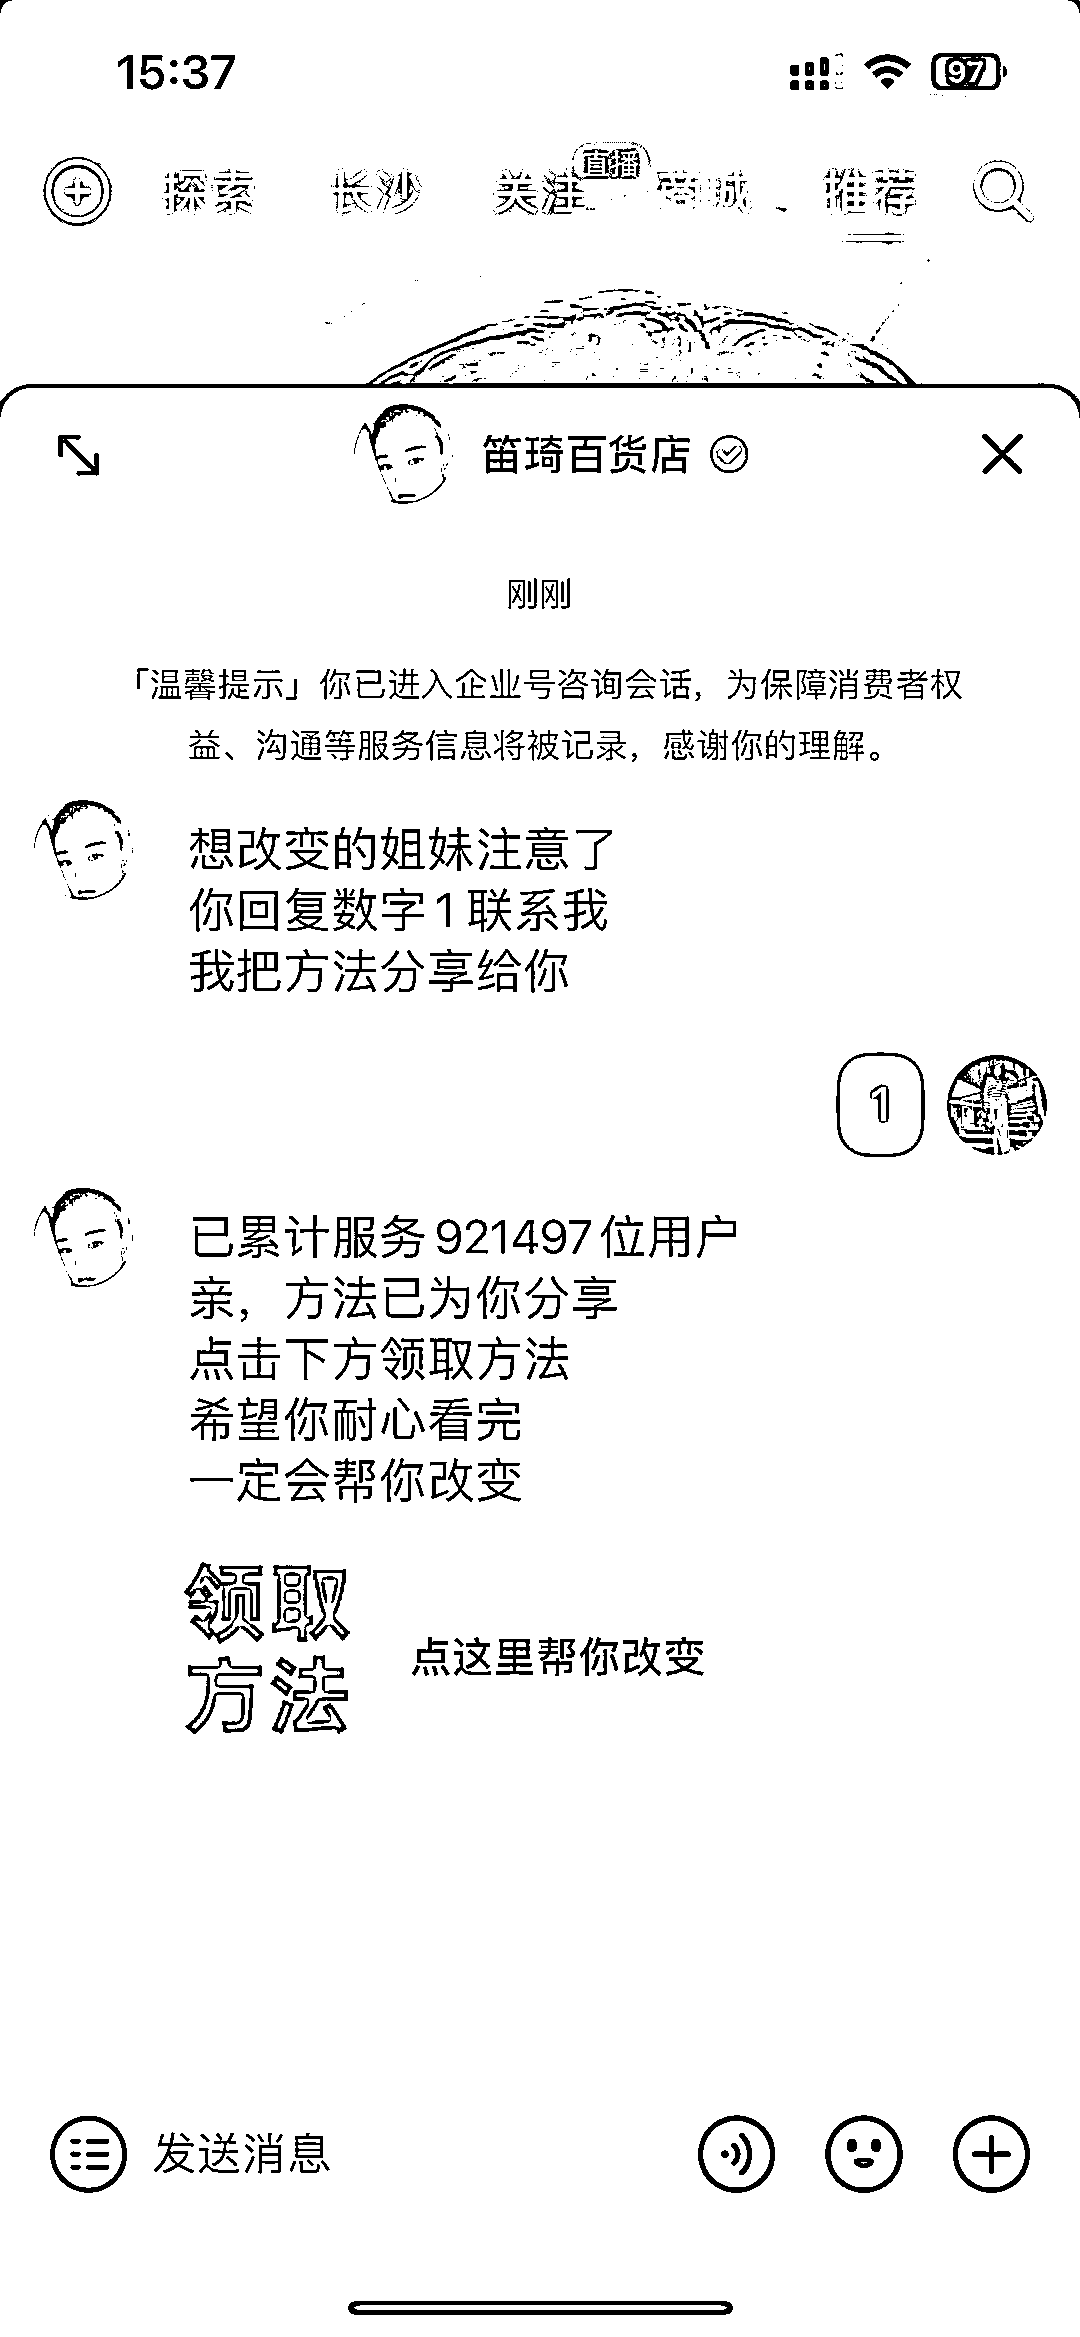 15:37
97
直播
探索 长沙 关注 商城 推荐
笛琦百货店
刚刚
「温馨提示」你已进入企业号咨询会话，为保障消费者权
益、沟通等服务信息将被记录，感谢你的理解。
想改变的姐妹注意了
你回复数字1联系我
我把方法分享给你
1
已累计服务921497位用户
亲，方法已为你分享
点击下方领取方法
希望你耐心看完
一定会帮你改变
领取
方法
点这里帮你改变
发送消息